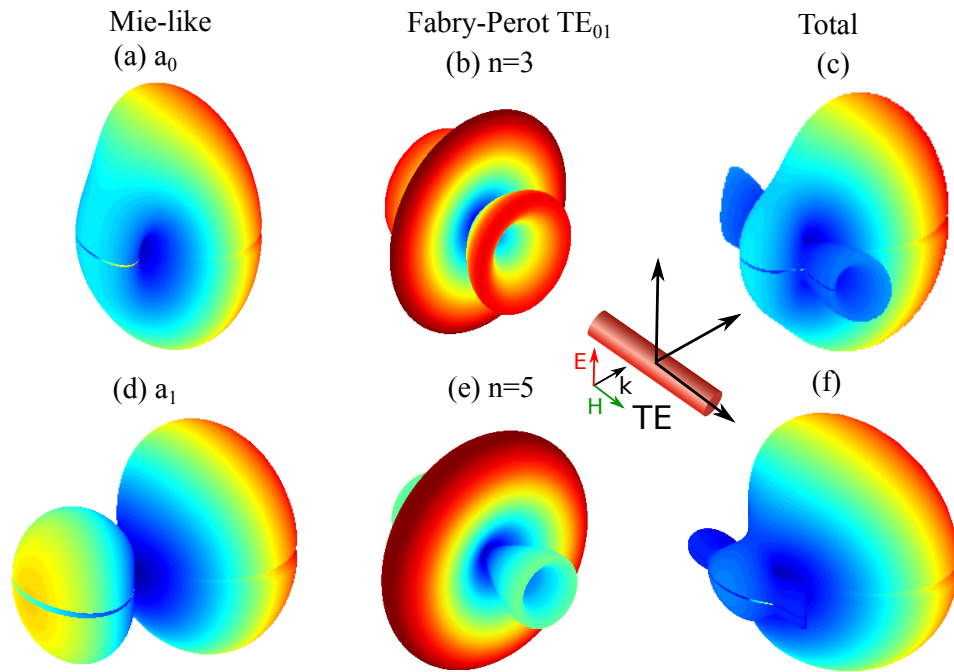 Mie-like Fabry-Perot TE₀₁ Total
(a) a₀ (b) n=3 (c)
E
k
H
TE
(d) a₁ (e) n=5 (f)